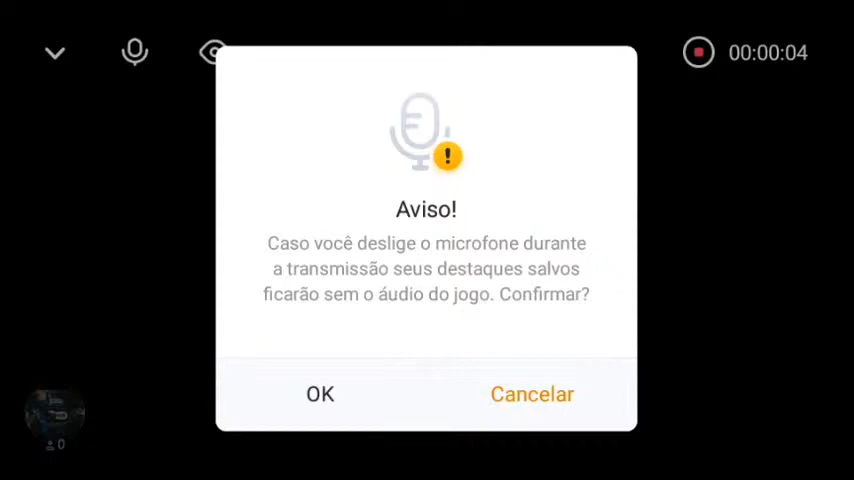 00:00:04
Aviso!
Caso você deslige o microfone durante
a transmissão seus destaques salvos
ficarão sem o áudio do jogo. Confirmar?
OK
Cancelar
0